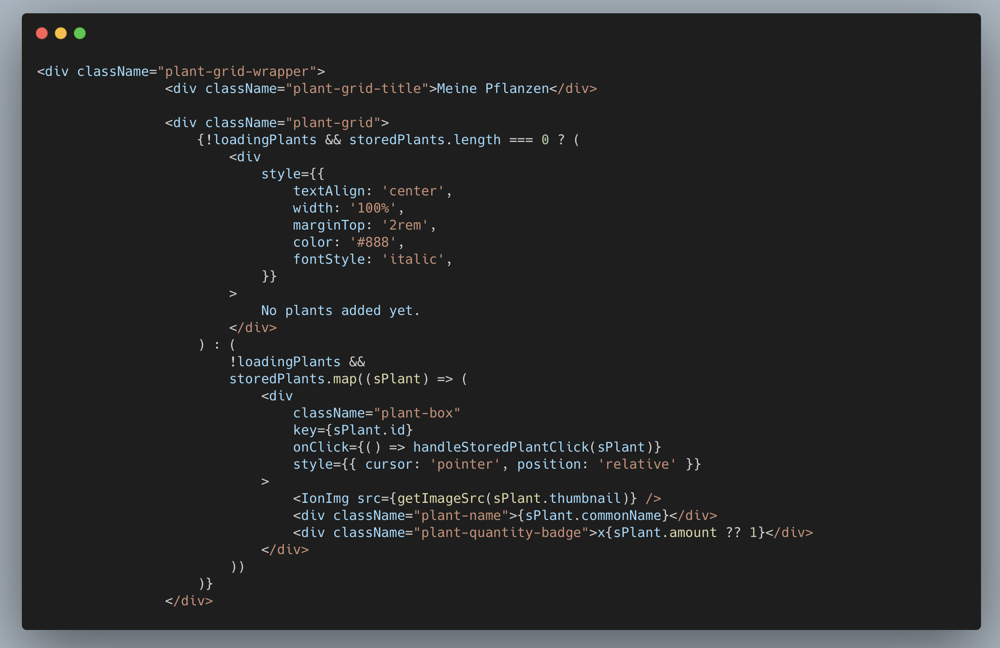 <div className="plant-grid-wrapper">
                <div className="plant-grid-title">Meine Pflanzen</div>

                <div className="plant-grid">
                    {!loadingPlants && storedPlants.length === 0 ? (
                        <div
                            style={{
                                textAlign: 'center',
                                width: '100%',
                                marginTop: '2rem',
                                color: '#888',
                                fontStyle: 'italic',
                            }}
                        >
                            No plants added yet.
                        </div>
                    ) : (
                        !loadingPlants &&
                        storedPlants.map((sPlant) => (
                            <div
                                className="plant-box"
                                key={sPlant.id}
                                onClick={() => handleStoredPlantClick(sPlant)}
                                style={{ cursor: 'pointer', position: 'relative' }}
                            >
                                <IonImg src={getImageSrc(sPlant.thumbnail)} />
                                <div className="plant-name">{sPlant.commonName}</div>
                                <div className="plant-quantity-badge">x{sPlant.amount ?? 1}</div>
                            </div>
                        ))
                    )}
                </div>